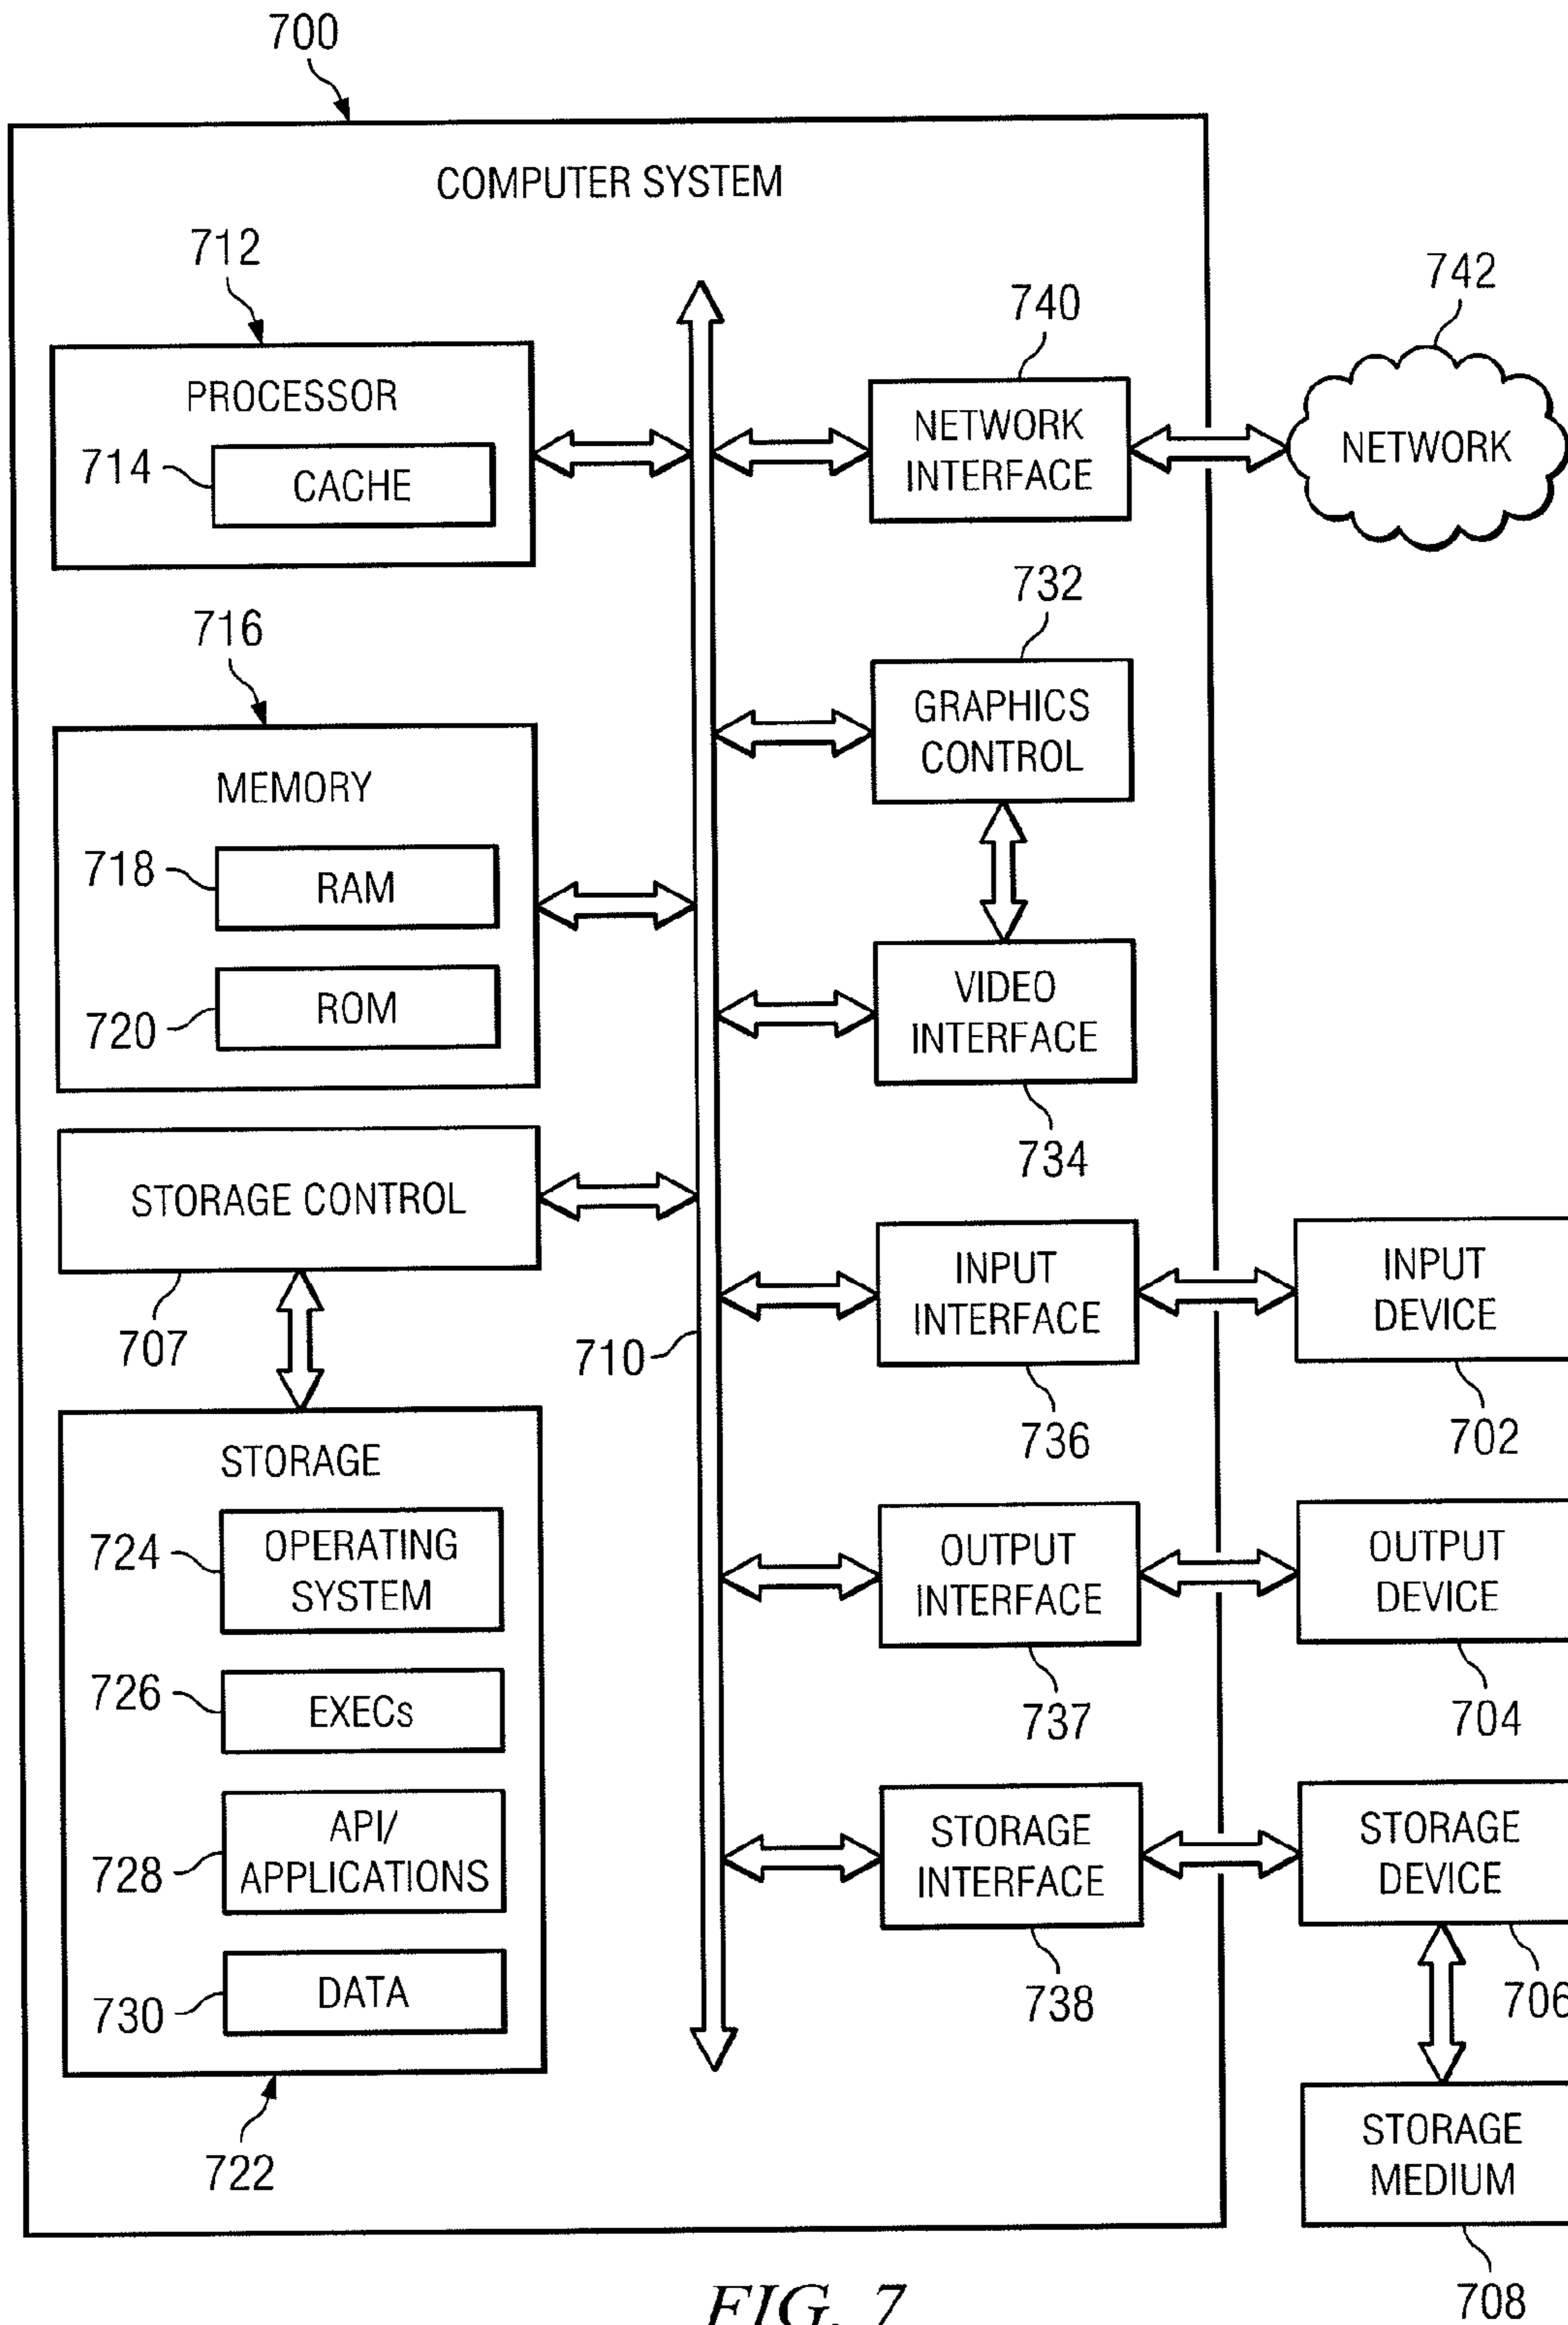 700
COMPUTER SYSTEM
712
PROCESSOR
714
CACHE
740
NETWORK
INTERFACE
742
NETWORK
716
MEMORY
718
RAM
720
ROM
732
GRAPHICS
CONTROL
VIDEO
INTERFACE
734
STORAGE CONTROL
707
710
INPUT
INTERFACE
736
INPUT
DEVICE
702
STORAGE
724
OPERATING
SYSTEM
726
EXECs
728
API/
APPLICATIONS
730
DATA
722
OUTPUT
INTERFACE
737
OUTPUT
DEVICE
704
STORAGE
INTERFACE
738
STORAGE
DEVICE
706
STORAGE
MEDIUM
708
FIG. 7